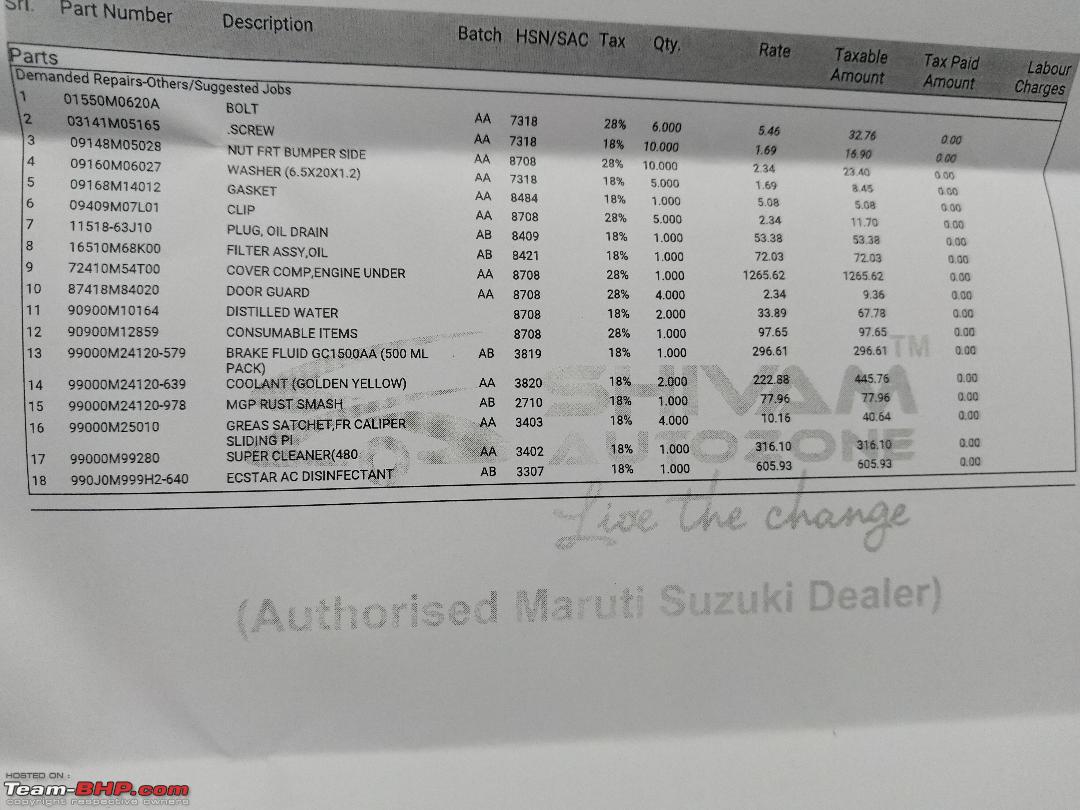 Srl. Part Number Description Batch HSN/SAC Tax Qty. Rate Taxable Amount Tax Paid Amount Labour Charges
Parts
Demanded Repairs-Others/Suggested Jobs
1 01550M0620A BOLT AA 7318 28% 6.000 5.46 32.76 0.00
2 03141M05165 .SCREW AA 7318 18% 10.000 1.69 16.90 0.00
3 09148M05028 NUT FRT BUMPER SIDE AA 8708 28% 10.000 2.34 23.40 0.00
4 09160M06027 WASHER (6.5X20X1.2) AA 7318 18% 5.000 1.69 8.45 0.00
5 09168M14012 GASKET AA 8484 18% 1.000 5.08 5.08 0.00
6 09409M07L01 CLIP AA 8708 28% 5.000 2.34 11.70 0.00
7 11518-63J10 PLUG, OIL DRAIN AB 8409 18% 1.000 53.38 53.38 0.00
8 16510M68K00 FILTER ASSY,OIL AB 8421 18% 1.000 72.03 72.03 0.00
9 72410M54T00 COVER COMP,ENGINE UNDER AA 8708 28% 1.000 1265.62 1265.62 0.00
10 87418M84020 DOOR GUARD AA 8708 28% 4.000 2.34 9.36 0.00
11 90900M10164 DISTILLED WATER 8708 18% 2.000 33.89 67.78 0.00
12 90900M12859 CONSUMABLE ITEMS 8708 28% 1.000 97.65 97.65 0.00
13 99000M24120-579 BRAKE FLUID GC1500AA (500 ML AB 3819 18% 1.000 296.61 296.61 0.00
PACK)
14 99000M24120-639 COOLANT (GOLDEN YELLOW) AA 3820 18% 2.000 222.88 445.76 0.00
15 99000M24120-978 MGP RUST SMASH AB 2710 18% 1.000 77.96 77.96 0.00
16 99000M25010 GREAS SATCHET,FR CALIPER AA 3403 18% 4.000 10.16 40.64 0.00
SLIDING PI
17 99000M99280 SUPER CLEANER(480 AA 3402 18% 1.000 316.10 316.10 0.00
18 990J0M999H2-640 ECSTAR AC DISINFECTANT AB 3307 18% 1.000 605.93 605.93 0.00
SHIVAM TM
AUTOZONE
Live the change
(Authorised Maruti Suzuki Dealer)
HOSTED ON :
Team-BHP.com
copyright respective owners